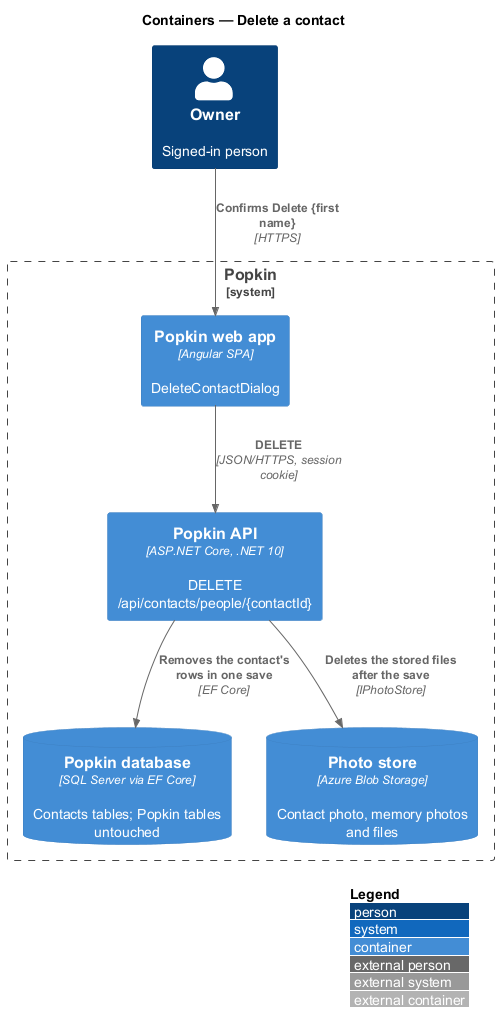 Containers — Delete a contact
Owner
Signed-in person
Confirms Delete {first
name}
[HTTPS]
Popkin
[system]
Popkin web app
[Angular SPA]
DeleteContactDialog
DELETE
[JSON/HTTPS, session
cookie]
Popkin API
[ASP.NET Core, .NET 10]
DELETE
/api/contacts/people/{contactId}
Removes the contact's
rows in one save
[EF Core]
Deletes the stored files
after the save
[IPhotoStore]
Popkin database
[SQL Server via EF Core]
Contacts tables; Popkin tables
untouched
Photo store
[Azure Blob Storage]
Contact photo, memory photos
and files
Legend
person
system
container
external person
external system
external container